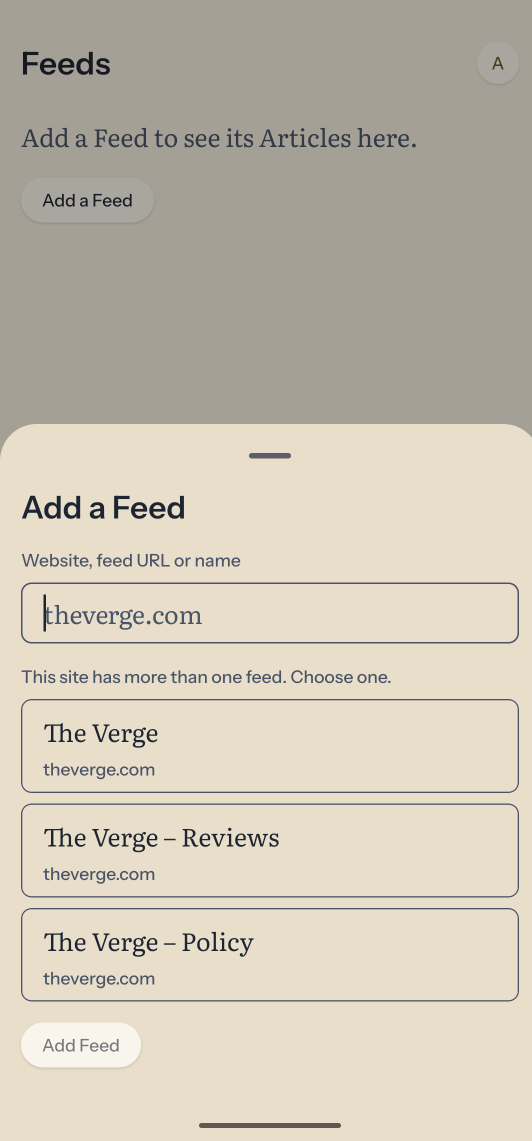 Feeds
A
Add a Feed to see its Articles here.
Add a Feed
Add a Feed
Website, feed URL or name
theverge.com
This site has more than one feed. Choose one.
The Verge
theverge.com
The Verge – Reviews
theverge.com
The Verge – Policy
theverge.com
Add Feed